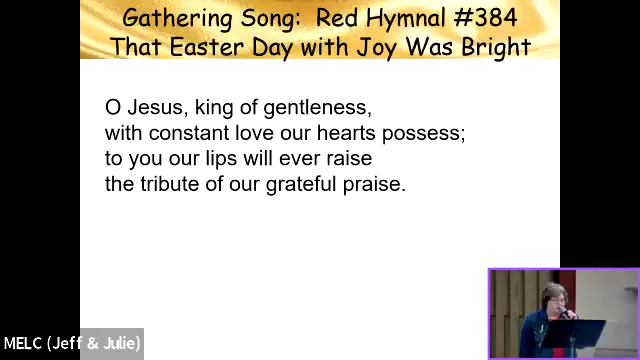 Gathering Song: Red Hymnal #384
That Easter Day with Joy Was Bright
O Jesus, king of gentleness,
with constant love our hearts possess;
to you our lips will ever raise
the tribute of our grateful praise.
MELC (Jeff & Julie)